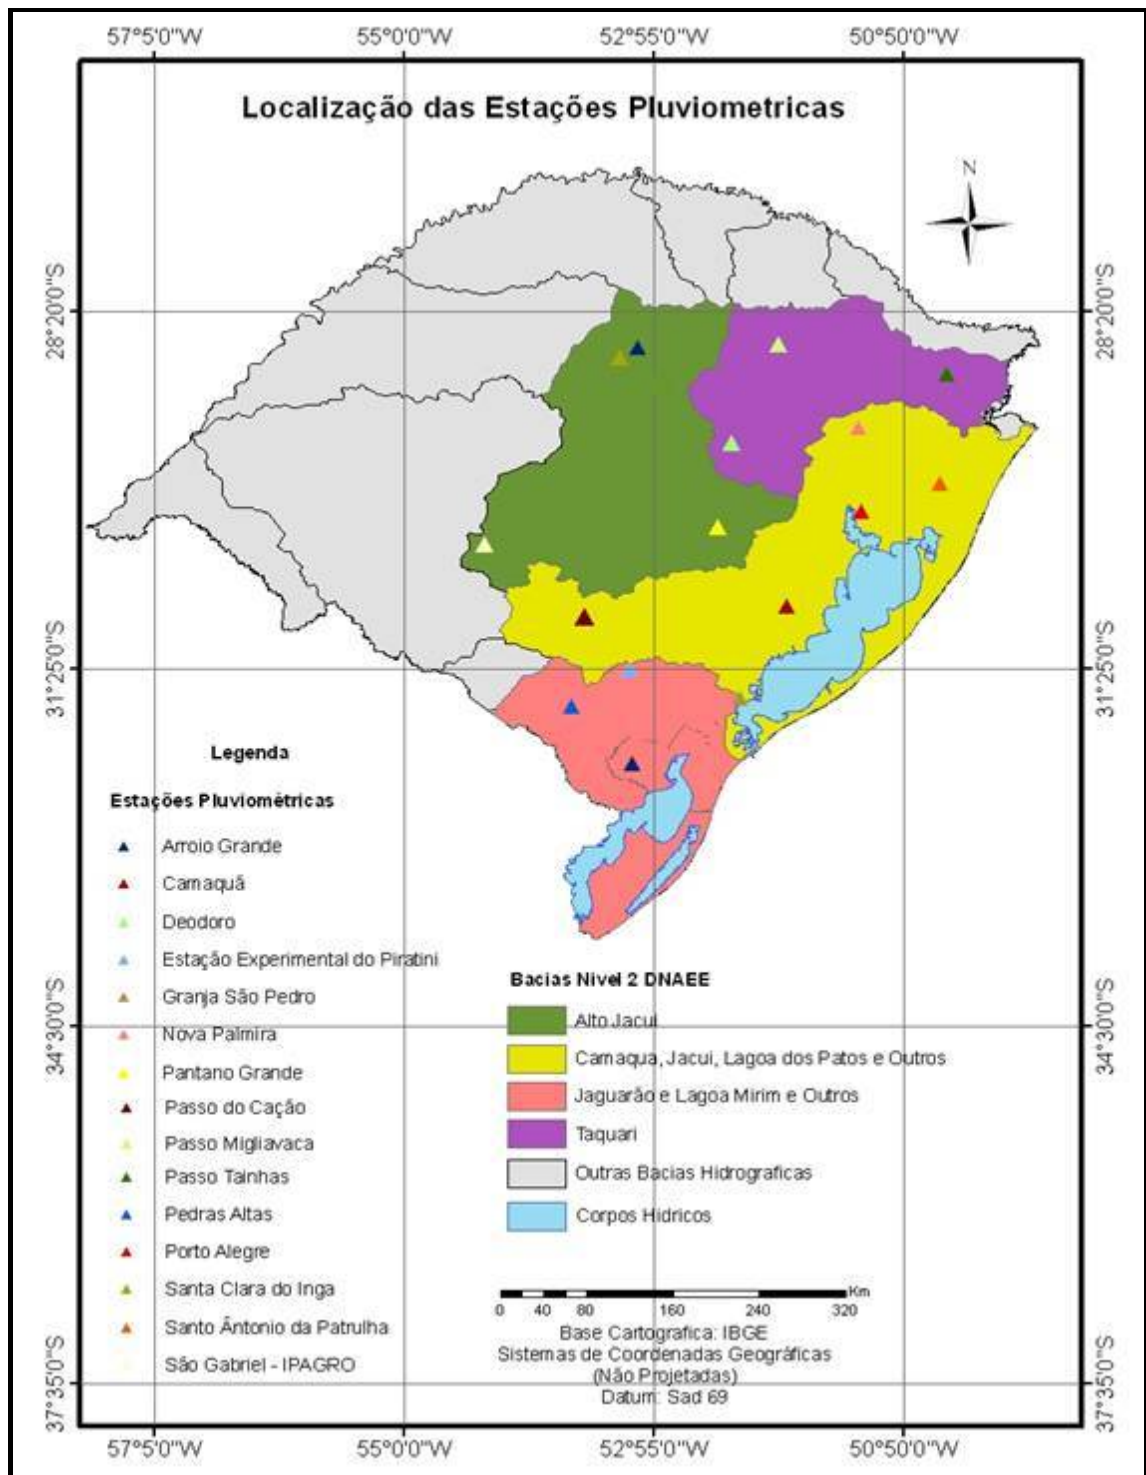 57°5'0"W 55°0'0"W 52°55'0"W 50°50'0"W
Localização das Estações Pluviometricas
N
28°20'0"S 28°20'0"S
31°25'0"S 31°25'0"S
34°30'0"S 34°30'0"S
37°35'0"S 37°35'0"S
Legenda
Estações Pluviométricas
Arroio Grande
Camaquã
Deodoro
Estação Experimental do Piratini
Granja São Pedro
Nova Palmira
Pantano Grande
Passo do Cação
Passo Migliavaca
Passo Tainhas
Pedras Altas
Porto Alegre
Santa Clara do Inga
Santo Ântonio da Patrulha
São Gabriel - IPAGRO
Bacias Nivel 2 DNAEE
Alto Jacui
Camaqua, Jacui, Lagoa dos Patos e Outros
Jaguarão e Lagoa Mirim e Outros
Taquari
Outras Bacias Hidrograficas
Corpos Hidricos
Km
0 40 80 160 240 320
Base Cartografica: IBGE
Sistemas de Coordenadas Geográficas
(Não Projetadas)
Datum: Sad 69
57°5'0"W 55°0'0"W 52°55'0"W 50°50'0"W